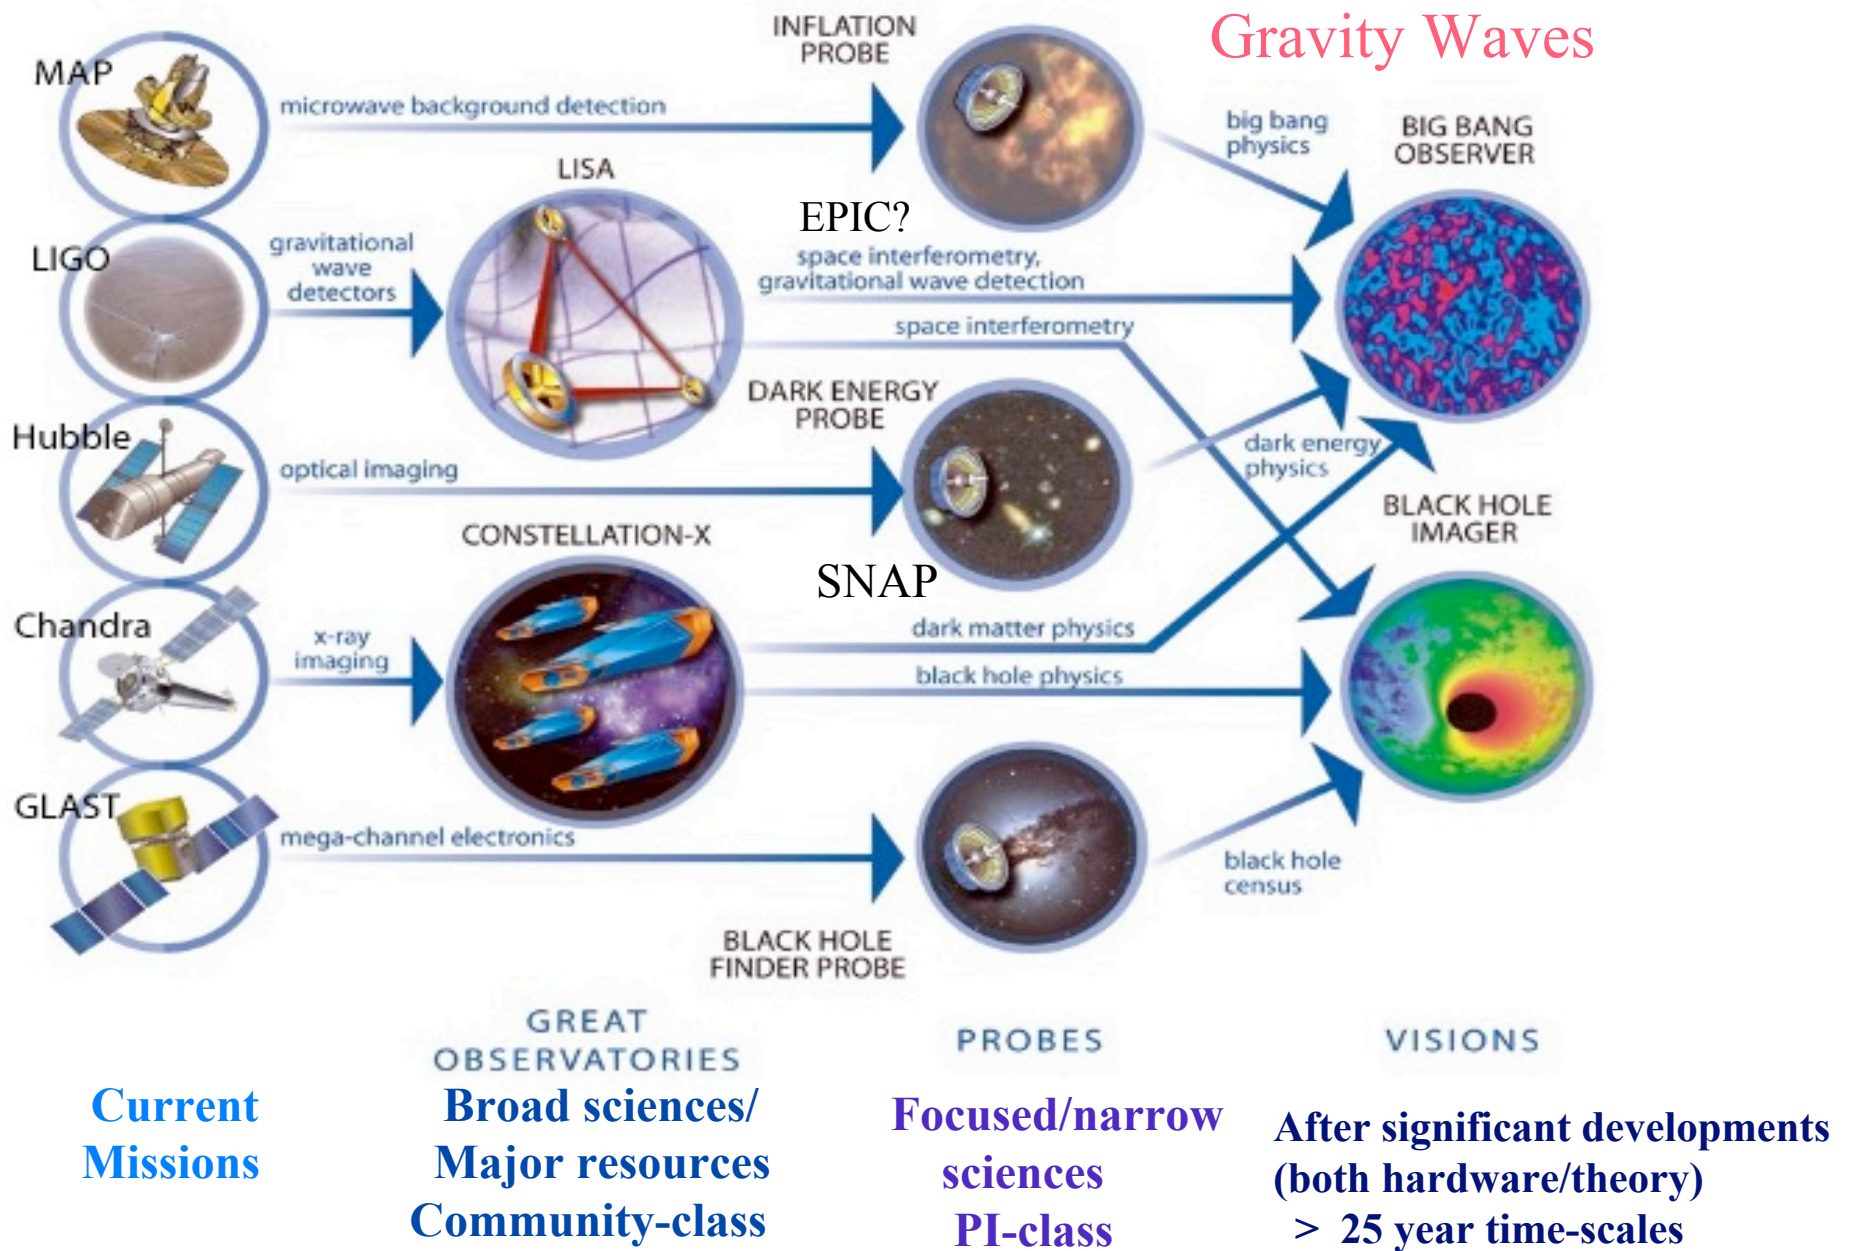 Gravity Waves
INFLATION
PROBE
MAP
microwave background detection
big bang
physics
BIG BANG
OBSERVER
LISA
EPIC?
LIGO
gravitational
wave
detectors
space interferometry,
gravitational wave detection
space interferometry
DARK ENERGY
PROBE
Hubble
optical imaging
dark energy
physics
CONSTELLATION-X
BLACK HOLE
IMAGER
SNAP
Chandra
x-ray
imaging
dark matter physics
black hole physics
GLAST
mega-channel electronics
black hole
census
BLACK HOLE
FINDER PROBE
GREAT
OBSERVATORIES
PROBES
VISIONS
Current
Missions
Broad sciences/
Major resources
Community-class
Focused/narrow
sciences
PI-class
After significant developments
(both hardware/theory)
> 25 year time-scales